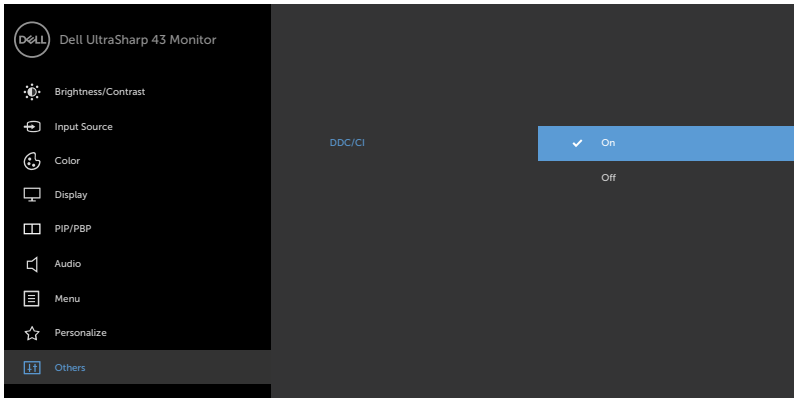 DELL
Dell UltraSharp 43 Monitor
Brightness/Contrast
Input Source
Color
Display
PIP/PBP
Audio
Menu
Personalize
Others
DDC/CI
On
Off